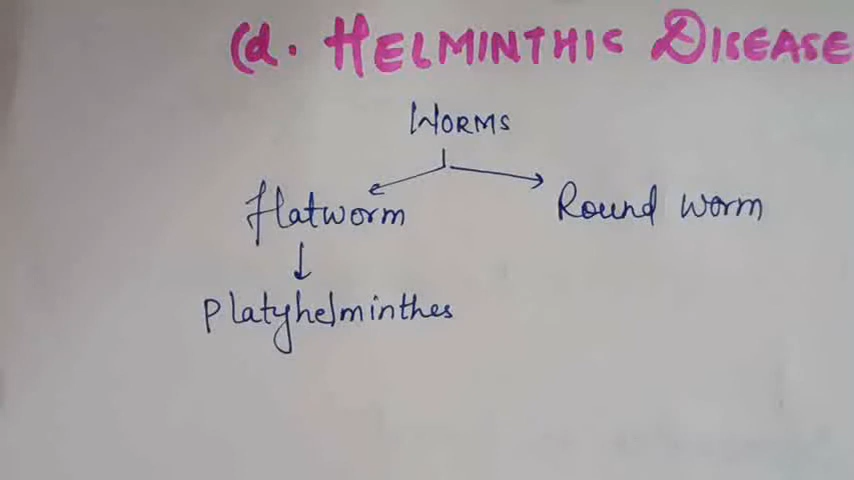 (d. HELMINTHIC DISEASE
WORMS
flatworm Round worm
Platyhelminthes